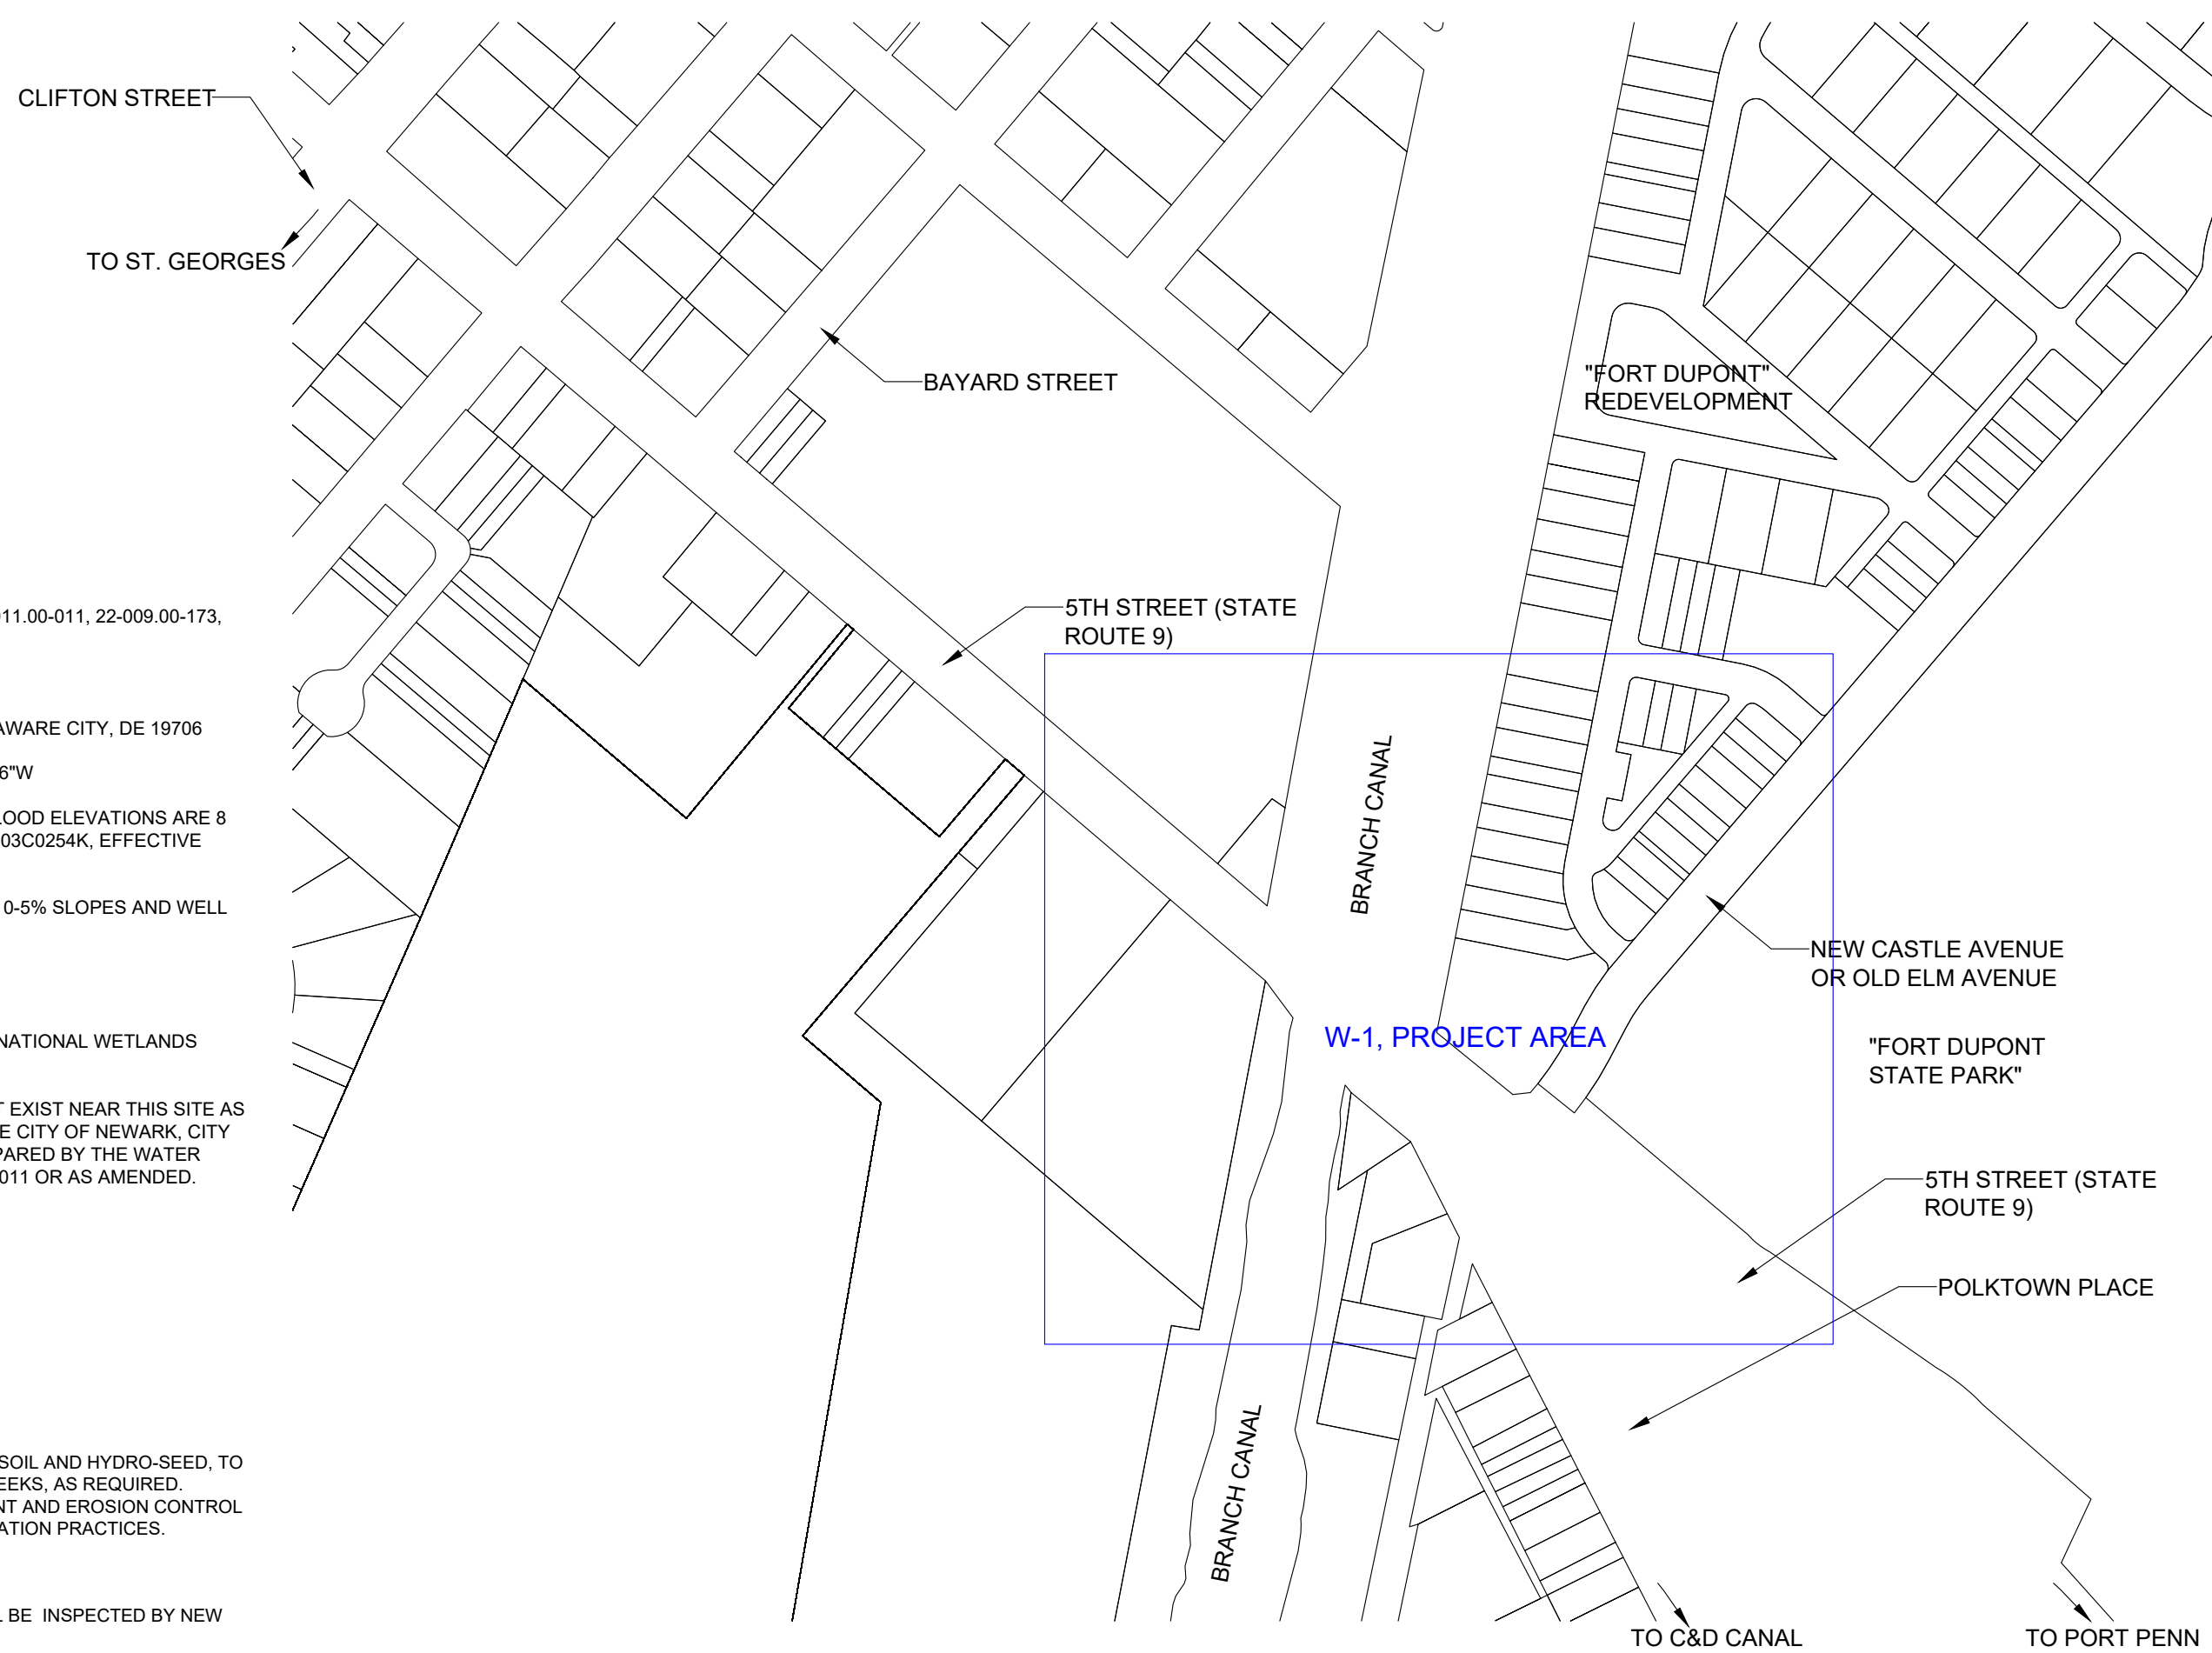 CLIFTON STREET
TO ST. GEORGES
BAYARD STREET
"FORT DUPONT"
REDEVELOPMENT
5TH STREET (STATE
ROUTE 9)
BRANCH CANAL
NEW CASTLE AVENUE
OR OLD ELM AVENUE
W-1, PROJECT AREA
"FORT DUPONT
STATE PARK"
5TH STREET (STATE
ROUTE 9)
POLKTOWN PLACE
BRANCH CANAL
TO C&D CANAL
TO PORT PENN
011.00-011, 22-009.00-173,
AWARE CITY, DE 19706
6"W
LOOD ELEVATIONS ARE 8
03C0254K, EFFECTIVE
0-5% SLOPES AND WELL
NATIONAL WETLANDS
T EXIST NEAR THIS SITE AS
E CITY OF NEWARK, CITY
PARED BY THE WATER
011 OR AS AMENDED.
SOIL AND HYDRO-SEED, TO
EEKS, AS REQUIRED.
NT AND EROSION CONTROL
ATION PRACTICES.
L BE INSPECTED BY NEW